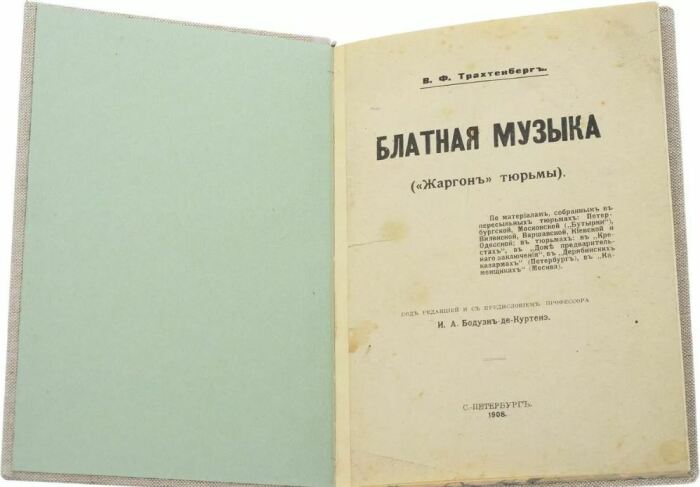 В. Ф. Трахтенбергъ.
БЛАТНАЯ МУЗЫКА
(«Жаргонъ» тюрьмы).
По матеріаламъ, собраннымъ въ
пересыльныхъ тюрьмахъ: Петер-
бургской, Московской („Бутырки“),
Виленской, Варшавской, Кіевской и
Одесской; въ тюрьмахъ: въ „Кре-
стахъ“, въ „Домѣ предваритель-
наго заключенія“, въ „Дерябинскихъ
казармахъ“ (Петербургъ), въ „Ка-
менщикахъ“ (Москва).
ПОДЪ РЕДАКЦІЕЙ И СЪ ПРЕДИСЛОВІЕМЪ ПРОФЕССОРА
И. А. Бодуэнъ-де-Куртенэ.
С.-ПЕТЕРБУРГЪ.
1908.